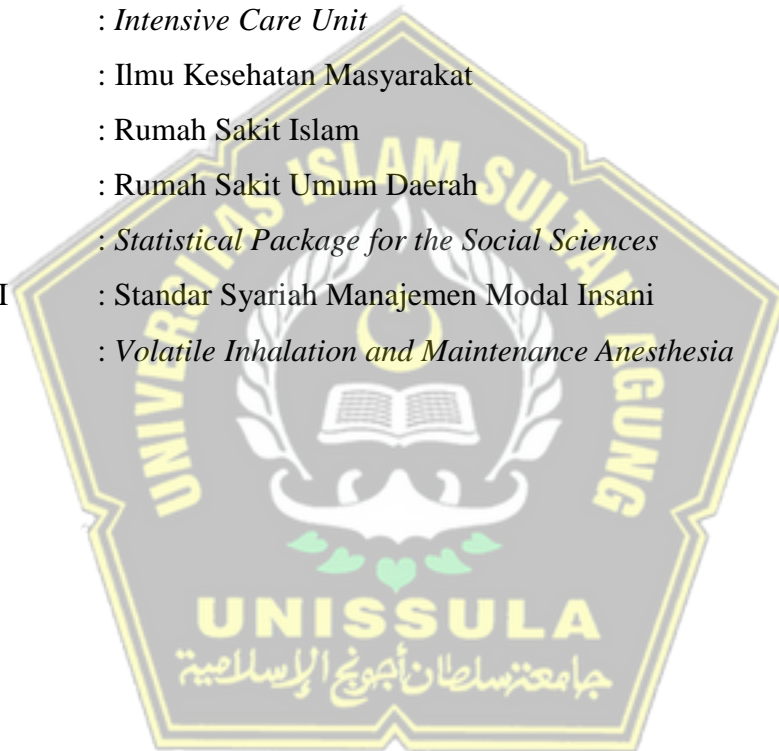 : Intensive Care Unit
: Ilmu Kesehatan Masyarakat
: Rumah Sakit Islam
: Rumah Sakit Umum Daerah
: Statistical Package for the Social Sciences
I : Standar Syariah Manajemen Modal Insani
: Volatile Inhalation and Maintenance Anesthesia
UNIVERSITAS ISLAM SULTAN AGUNG
UNISSULA
جامعة سلطان أجونج الإسلامية